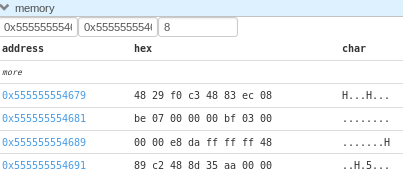 memory
0x555555554 0x555555554 8
address hex char
more
0x555555554679 48 29 f0 c3 48 83 ec 08 H...H...
0x555555554681 be 07 00 00 00 bf 03 00 ........
0x555555554689 00 00 e8 da ff ff ff 48 .......H
0x555555554691 89 c2 48 8d 35 aa 00 00 ..H.5...